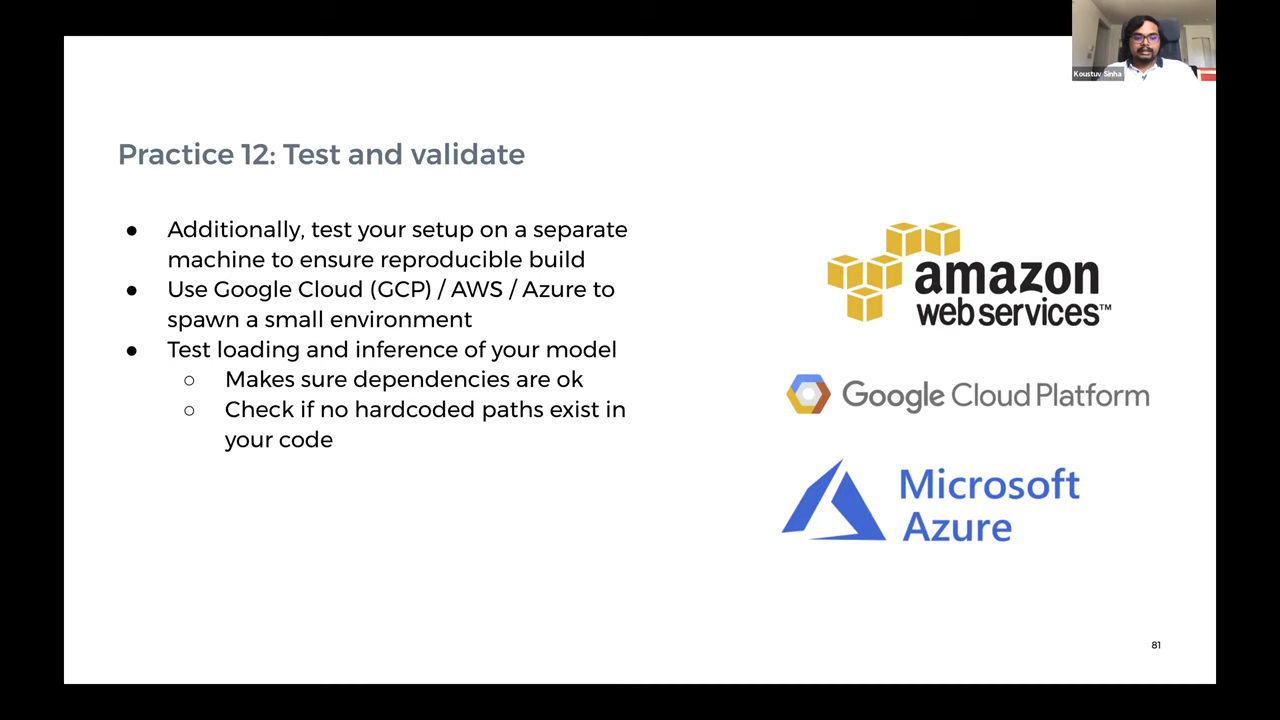 Koustuv Sinha
Practice 12: Test and validate
● Additionally, test your setup on a separate
machine to ensure reproducible build
● Use Google Cloud (GCP) / AWS / Azure to
spawn a small environment
● Test loading and inference of your model
○ Makes sure dependencies are ok
○ Check if no hardcoded paths exist in
your code
amazon
web services™
Google Cloud Platform
Microsoft
Azure
81